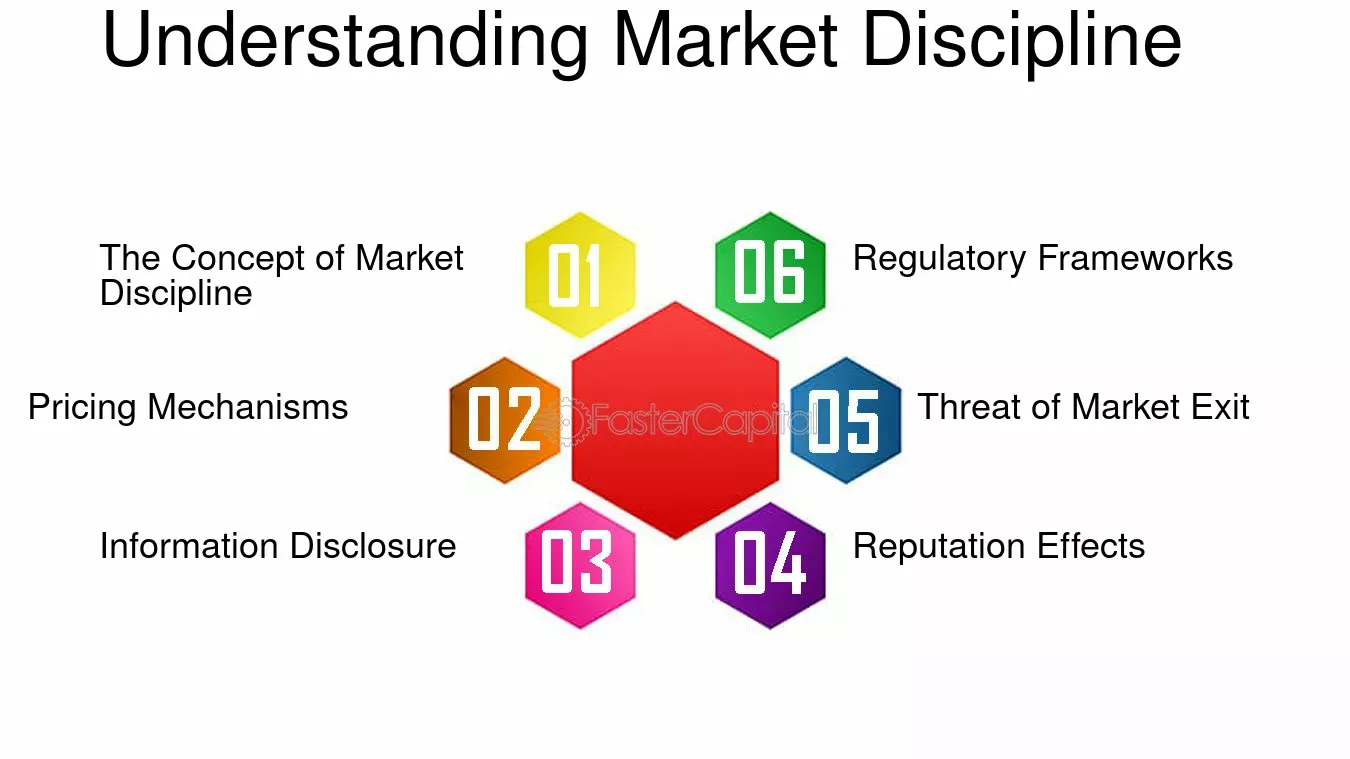 Understanding Market Discipline
The Concept of Market
Discipline
01
Pricing Mechanisms
02
Information Disclosure
03
FasterCapital
04
Reputation Effects
05
Threat of Market Exit
06
Regulatory Frameworks